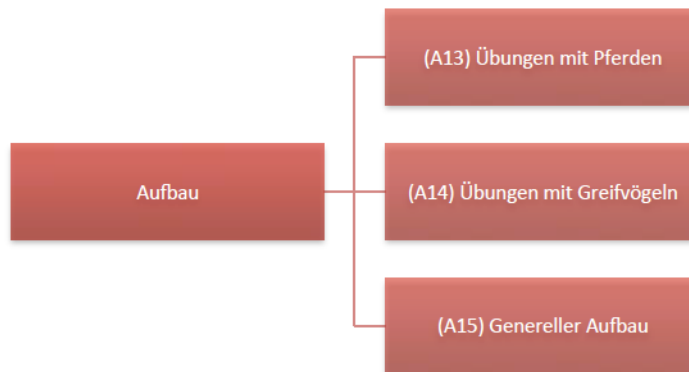 (A13) Übungen mit Pferden
Aufbau
(A14) Übungen mit Greifvögeln
(A15) Genereller Aufbau